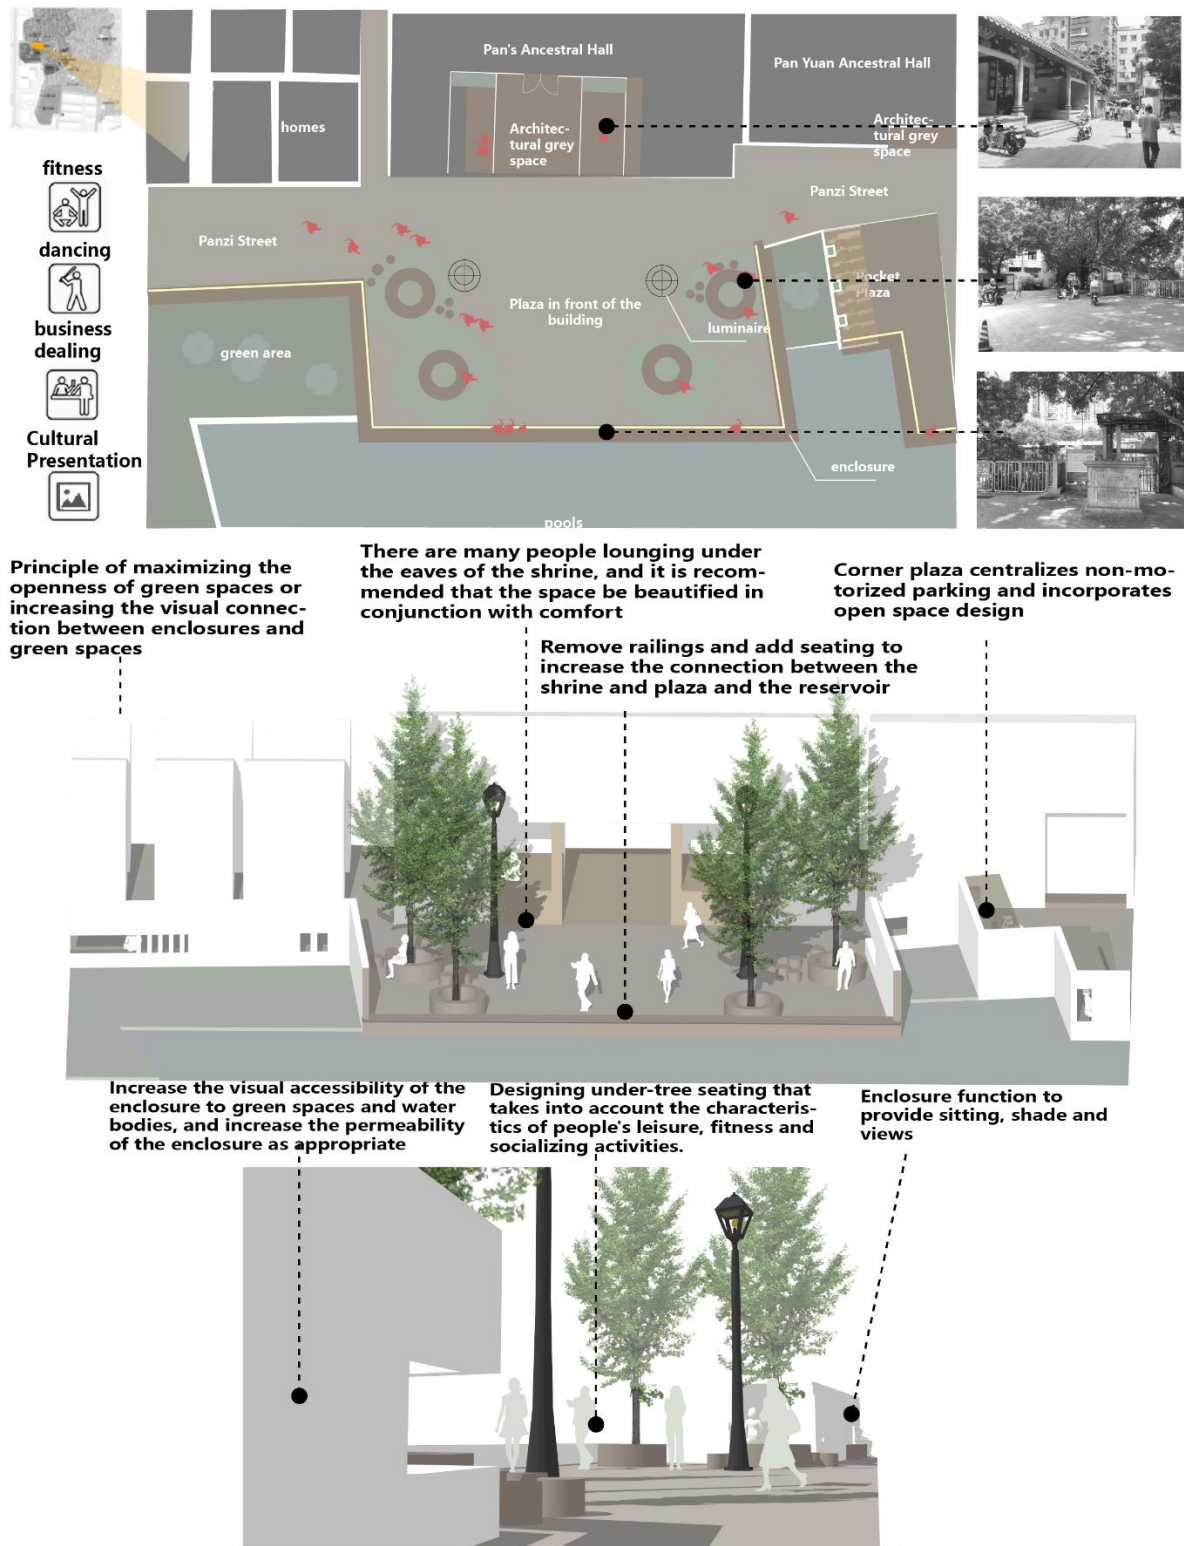 fitness
dancing
business
dealing
Cultural
Presentation
Pan's Ancestral Hall
Pan Yuan Ancestral Hall
homes
Architec-
tural grey
space
Architec-
tural grey
space
Panzi Street
Panzi Street
Plaza in front of the
building
luminaire
Pocket
Plaza
green area
enclosure
pools
Principle of maximizing the
openness of green spaces or
increasing the visual connec-
tion between enclosures and
green spaces
There are many people lounging under
the eaves of the shrine, and it is recom-
mended that the space be beautified in
conjunction with comfort
Remove railings and add seating to
increase the connection between the
shrine and plaza and the reservoir
Corner plaza centralizes non-mo-
torized parking and incorporates
open space design
Increase the visual accessibility of the
enclosure to green spaces and water
bodies, and increase the permeability
of the enclosure as appropriate
Designing under-tree seating that
takes into account the characteris-
tics of people's leisure, fitness and
socializing activities.
Enclosure function to
provide sitting, shade and
views